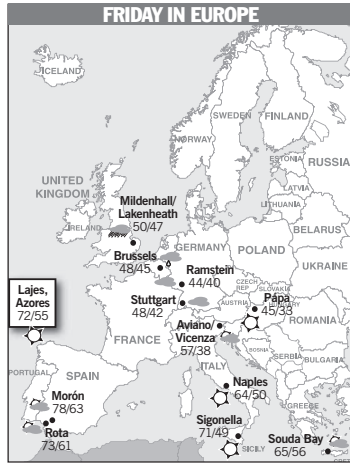 FRIDAY IN EUROPE
ICELAND
SWEDEN
FINLAND
NORWAY
ESTONIA
RUSSIA
LATVIA
LITHUANIA
UNITED
KINGDOM
Mildenhall/
Lakenheath
50/47
IRELAND
BELARUS
Brussels
48/45
GERMANY
POLAND
Ramstein
44/40
UKRAINE
CZECH
REP
SLOVAKIA
Lajes,
Azores
72/55
Stuttgart
48/42
AUSTRIA
HUNGARY
Pápa
45/33
FRANCE
Aviano/
Vicenza
57/38
ROMANIA
BOSNIA
SERBIA
BULGARIA
ITALY
PORTUGAL
SPAIN
Morón
78/63
Naples
64/50
GREECE
Rota
73/61
Sigonella
71/49
SICILY
Souda Bay
65/56